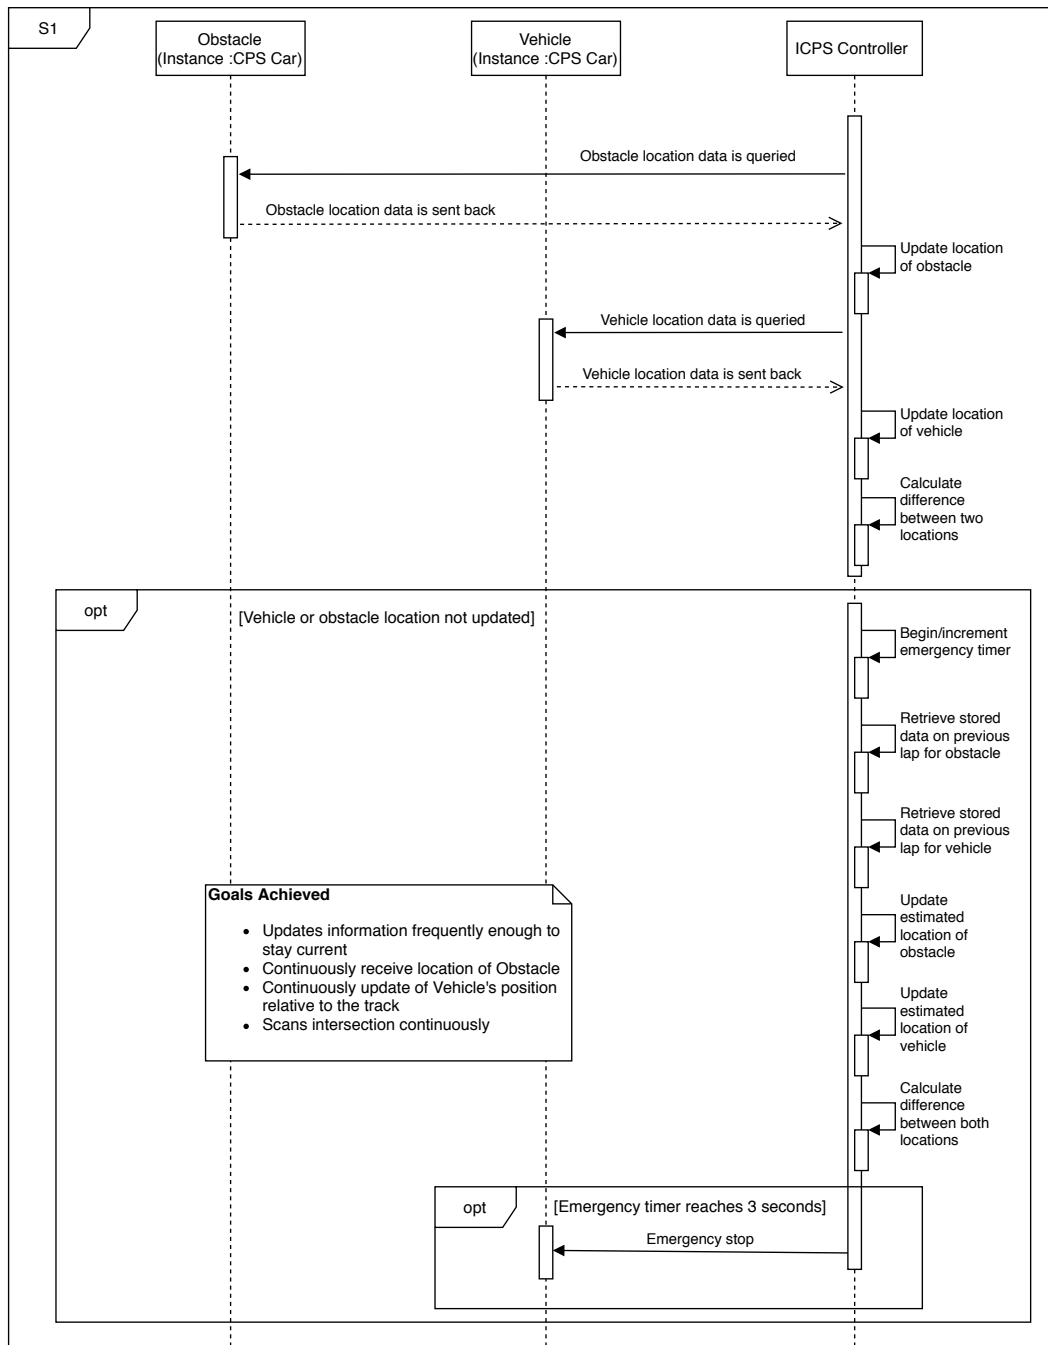 S1
Obstacle
(Instance :CPS Car)
Vehicle
(Instance :CPS Car)
ICPS Controller
Obstacle location data is queried
Obstacle location data is sent back
Update location
of obstacle
Vehicle location data is queried
Vehicle location data is sent back
Update location
of vehicle
Calculate
difference
between two
locations
opt
[Vehicle or obstacle location not updated]
Begin/increment
emergency timer
Retrieve stored
data on previous
lap for obstacle
Retrieve stored
data on previous
lap for vehicle
Goals Achieved
• Updates information frequently enough to
stay current
• Continuously receive location of Obstacle
• Continuously update of Vehicle's position
relative to the track
• Scans intersection continuously
Update
estimated
location of
obstacle
Update
estimated
location of
vehicle
Calculate
difference
between both
locations
opt
[Emergency timer reaches 3 seconds]
Emergency stop